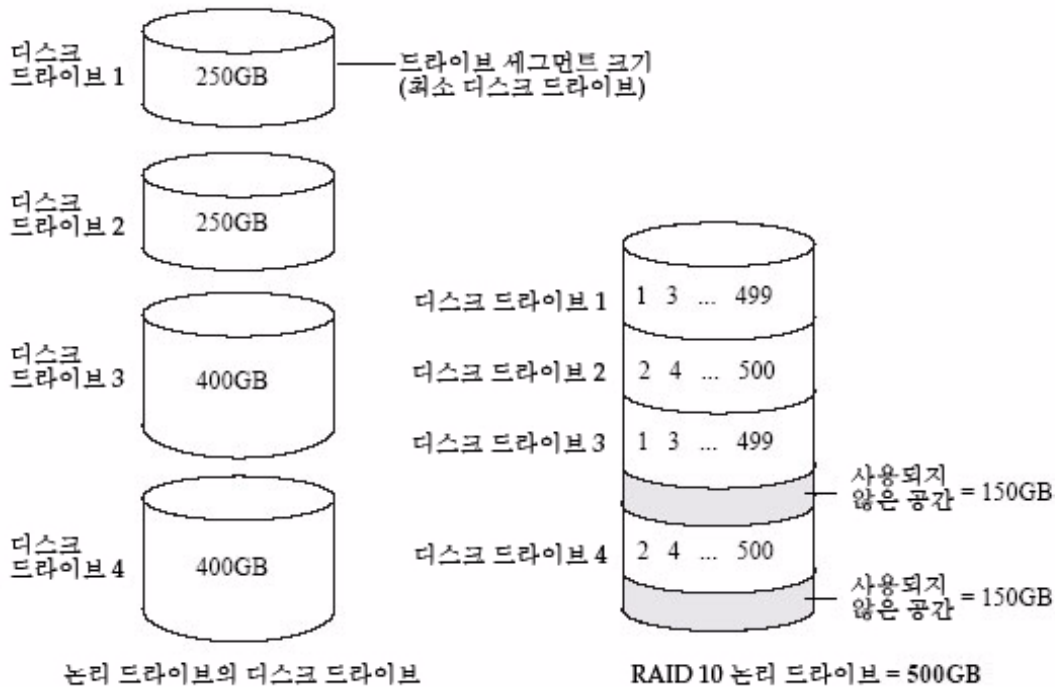 디스크
드라이브 1
250GB
드라이브 세그먼트 크기
(최소 디스크 드라이브)
디스크
드라이브 2
250GB
디스크
드라이브 3
400GB
디스크
드라이브 4
400GB
논리 드라이브의 디스크 드라이브
디스크 드라이브 1
1 3 ... 499
디스크 드라이브 2
2 4 ... 500
디스크 드라이브 3
1 3 ... 499
사용되지
않은 공간 = 150GB
디스크 드라이브 4
2 4 ... 500
사용되지
않은 공간 = 150GB
RAID 10 논리 드라이브 = 500GB